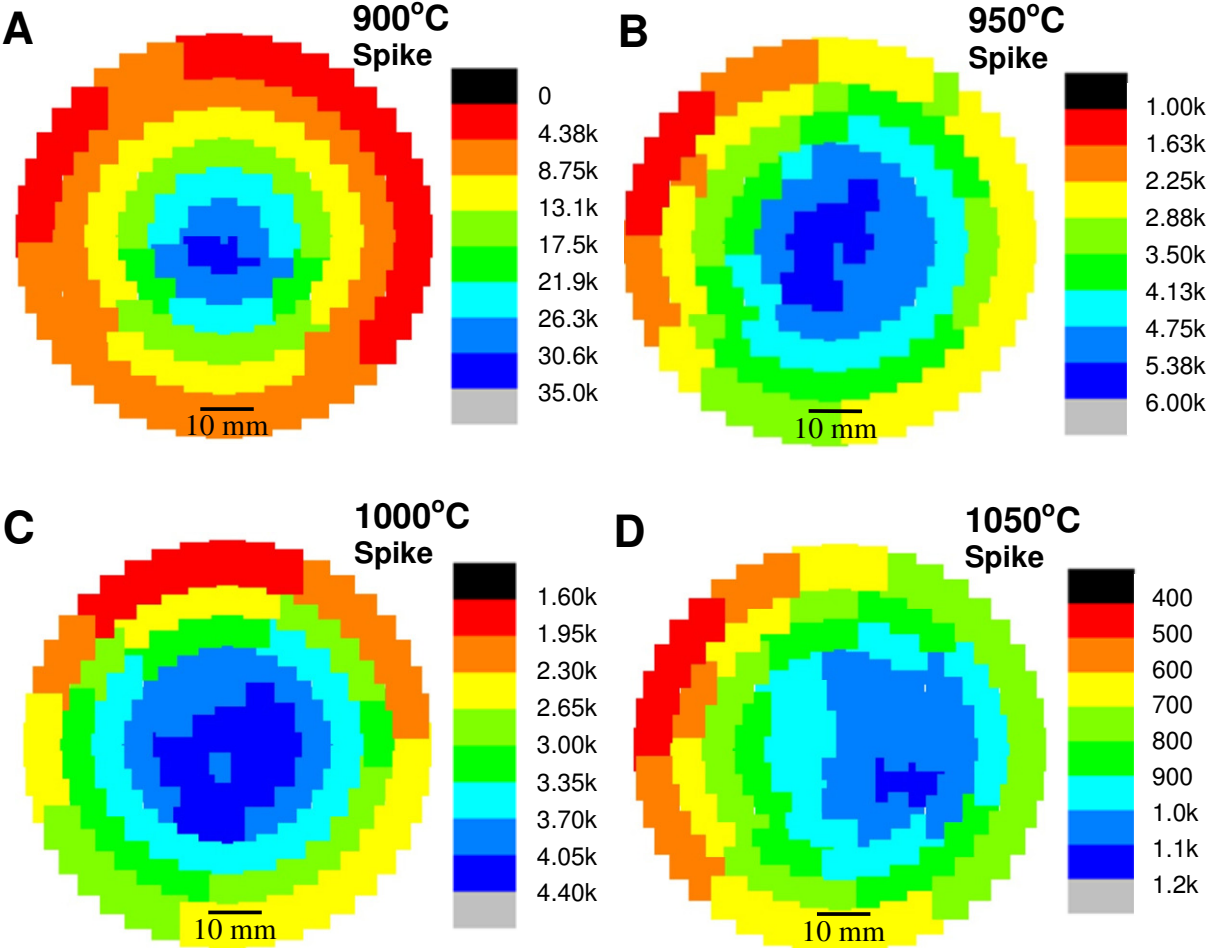 A
900°C
Spike
0
4.38k
8.75k
13.1k
17.5k
21.9k
26.3k
30.6k
35.0k
10 mm
B
950°C
Spike
1.00k
1.63k
2.25k
2.88k
3.50k
4.13k
4.75k
5.38k
6.00k
10 mm
C
1000°C
Spike
1.60k
1.95k
2.30k
2.65k
3.00k
3.35k
3.70k
4.05k
4.40k
10 mm
D
1050°C
Spike
400
500
600
700
800
900
1.0k
1.1k
1.2k
10 mm